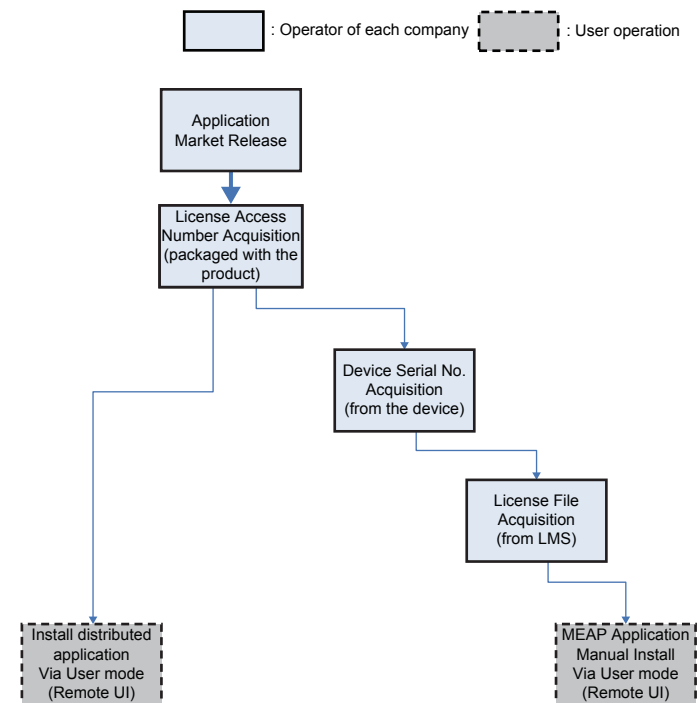 : Operator of each company
: User operation
Application
Market Release
License Access
Number Acquisition
(packaged with the
product)
Device Serial No.
Acquisition
(from the device)
License File
Acquisition
(from LMS)
Install distributed
application
Via User mode
(Remote UI)
MEAP Application
Manual Install
Via User mode
(Remote UI)